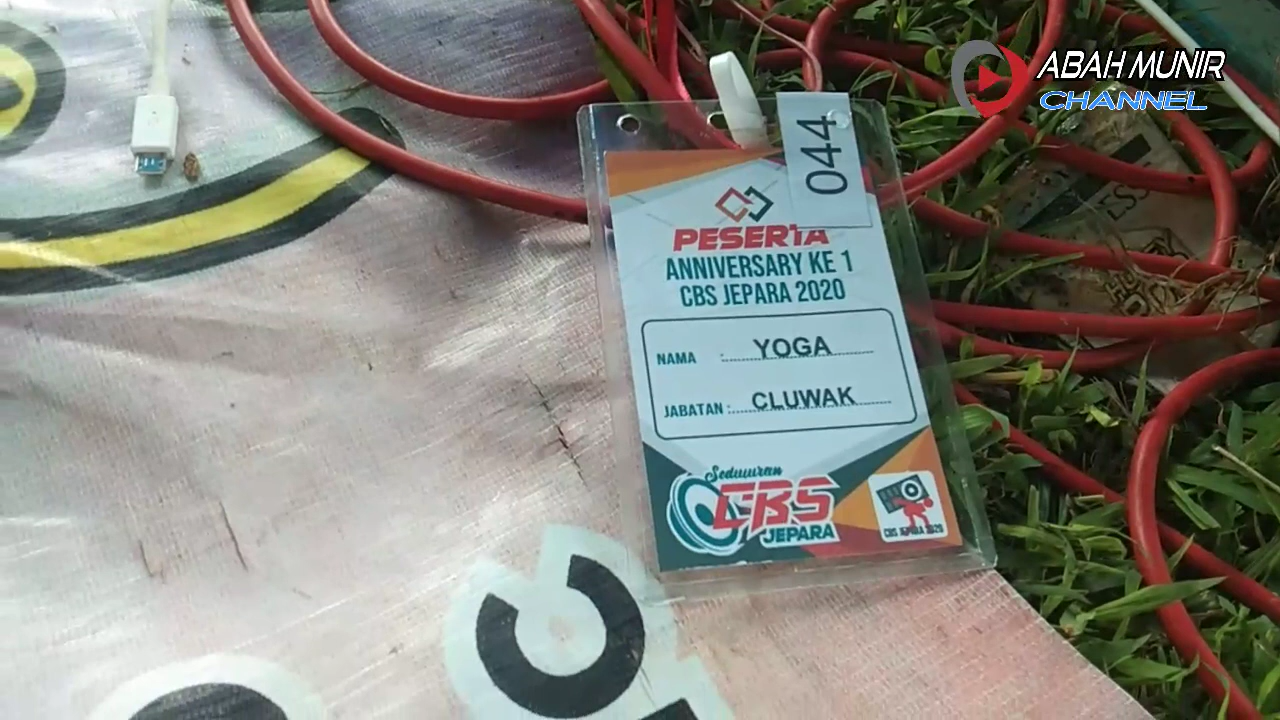 ABAH MUNIR
CHANNEL
044
PESERTA
ANNIVERSARY KE 1
CBS JEPARA 2020
NAMA : YOGA
JABATAN : CLUWAK
Seduluran
CBS
JEPARA
CBS JEPARA 2020